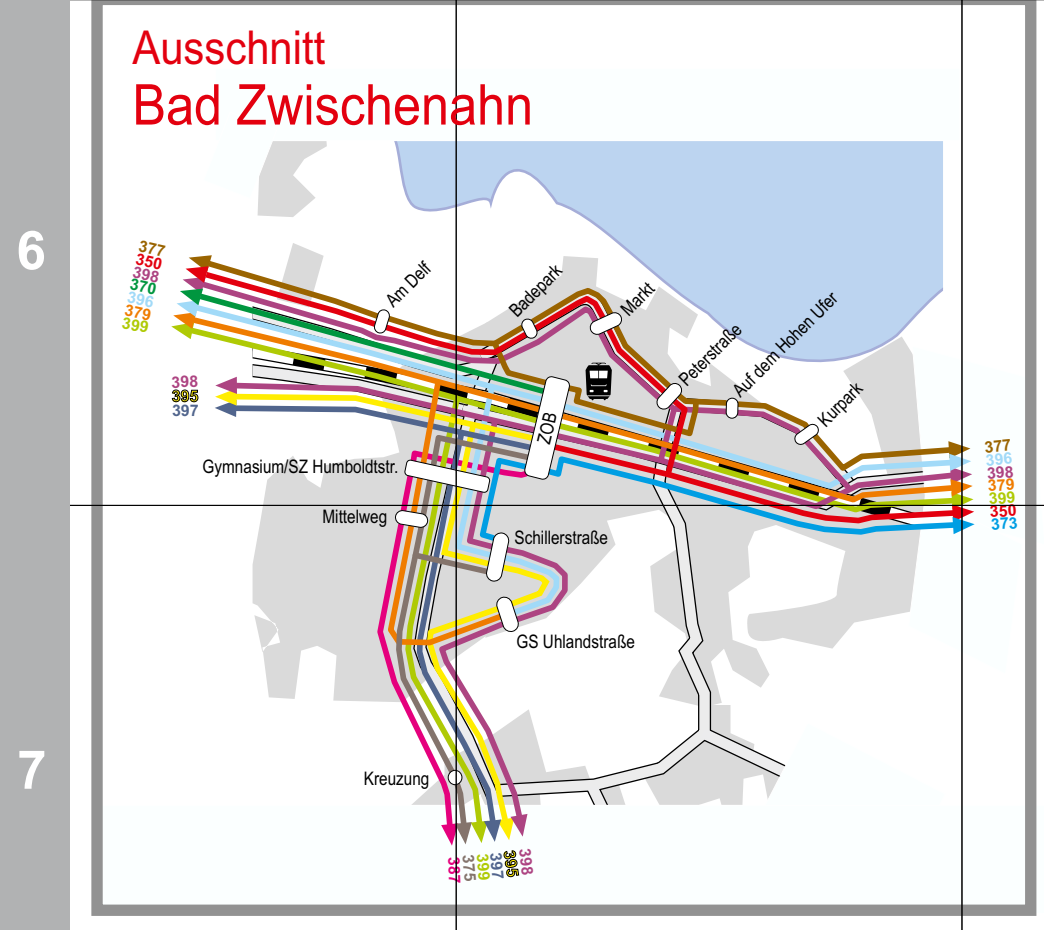 Ausschnitt
Bad Zwischenahn
6
7
377
350
398
370
396
379
399
398
395
397
Am Delf
Badepark
Markt
Peterstraße
Auf dem Hohen Ufer
Kurpark
ZOB
377
396
398
379
399
350
373
Gymnasium/SZ Humboldtstr.
Mittelweg
Schillerstraße
GS Uhlandstraße
Kreuzung
387
375
399
397
395
398